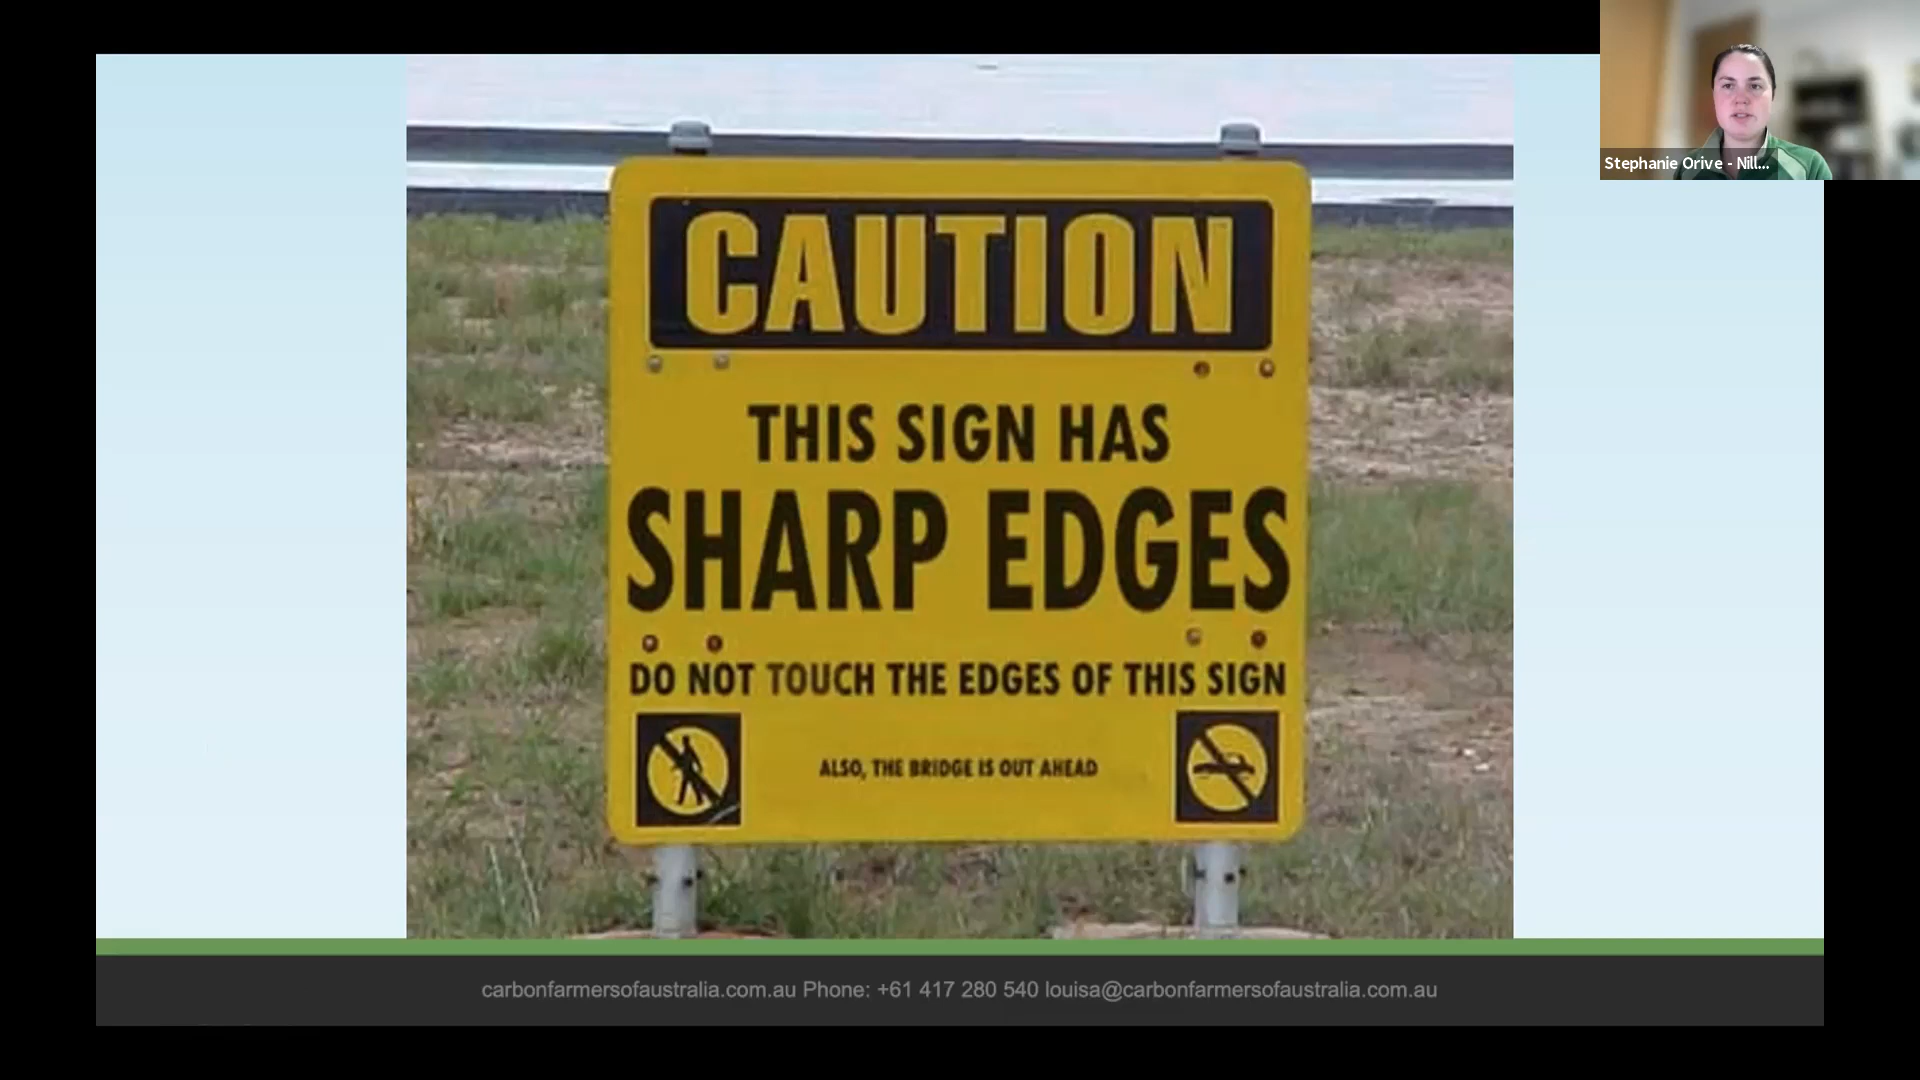 Stephanie Orive - Nill...
CAUTION
THIS SIGN HAS
SHARP EDGES
DO NOT TOUCH THE EDGES OF THIS SIGN
ALSO, THE BRIDGE IS OUT AHEAD
carbonfarmersofaustralia.com.au Phone: +61 417 280 540 louisa@carbonfarmersofaustralia.com.au